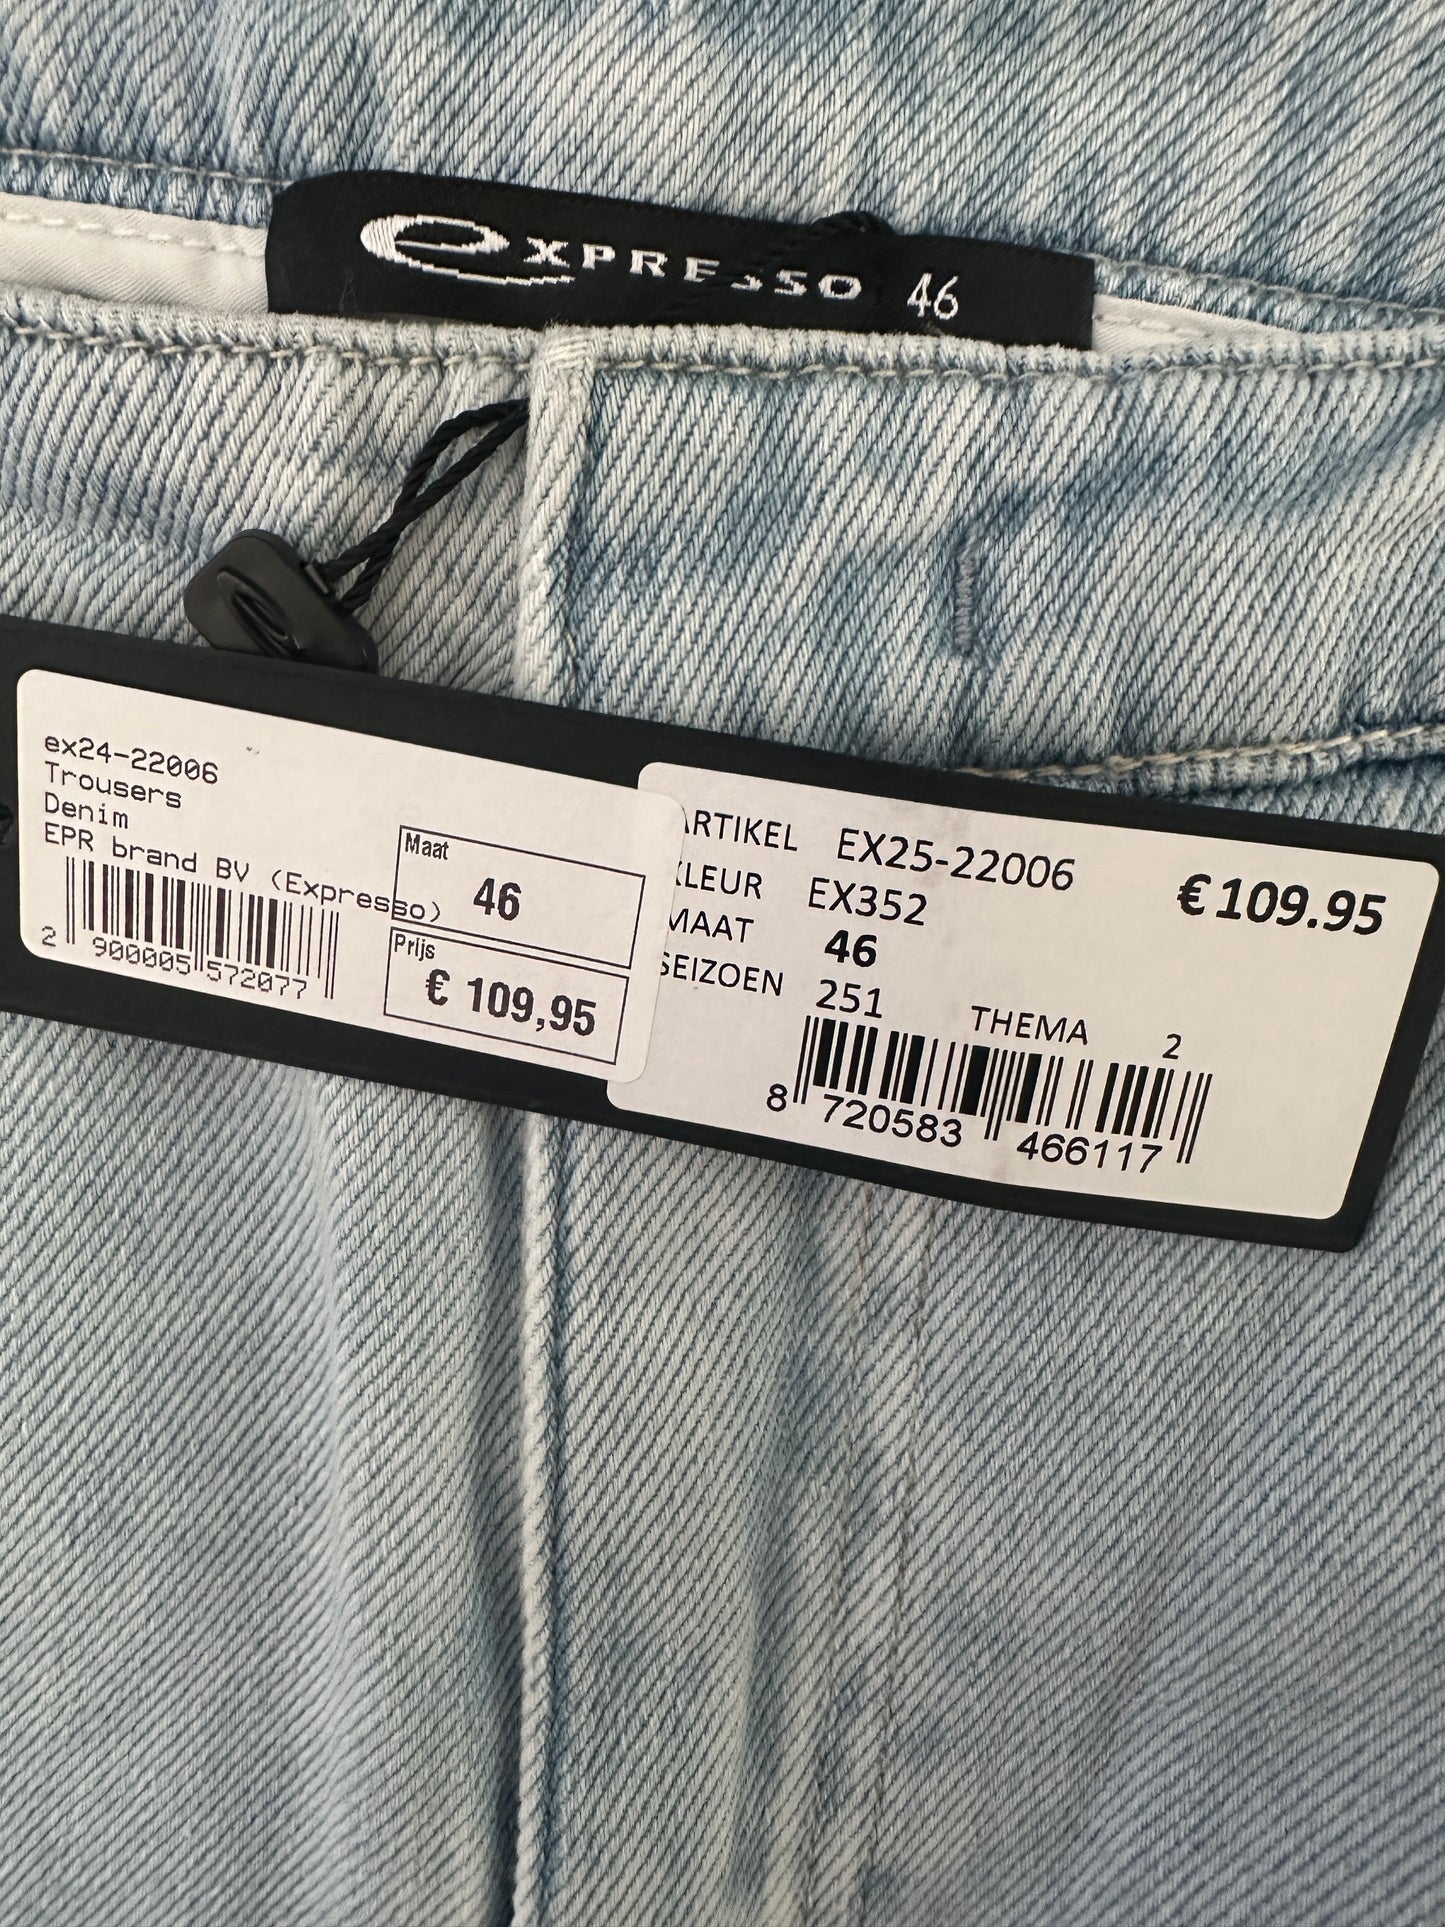 eXPRESSO 46
ex24-22006
Trousers
Denim
EPR brand BV (Expresso)
Maat
46
Prijs
€ 109,95
2 900005 572077
ARTIKEL EX25-22006
KLEUR EX352
MAAT 46
SEIZOEN 251
THEMA 2
€ 109.95
8 720583 466117